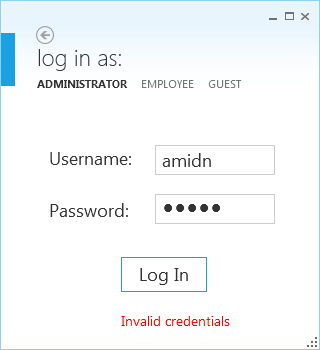 log in as:
ADMINISTRATOR EMPLOYEE GUEST
Username: amidn
Password: ●●●●●
Log In
Invalid credentials